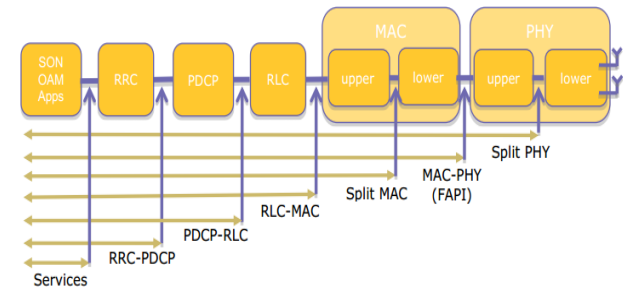 MAC
PHY
SON
OAM
Apps
RRC
PDCP
RLC
upper
lower
upper
lower
Split PHY
MAC-PHY
(FAPI)
Split MAC
RLC-MAC
PDCP-RLC
RRC-PDCP
Services